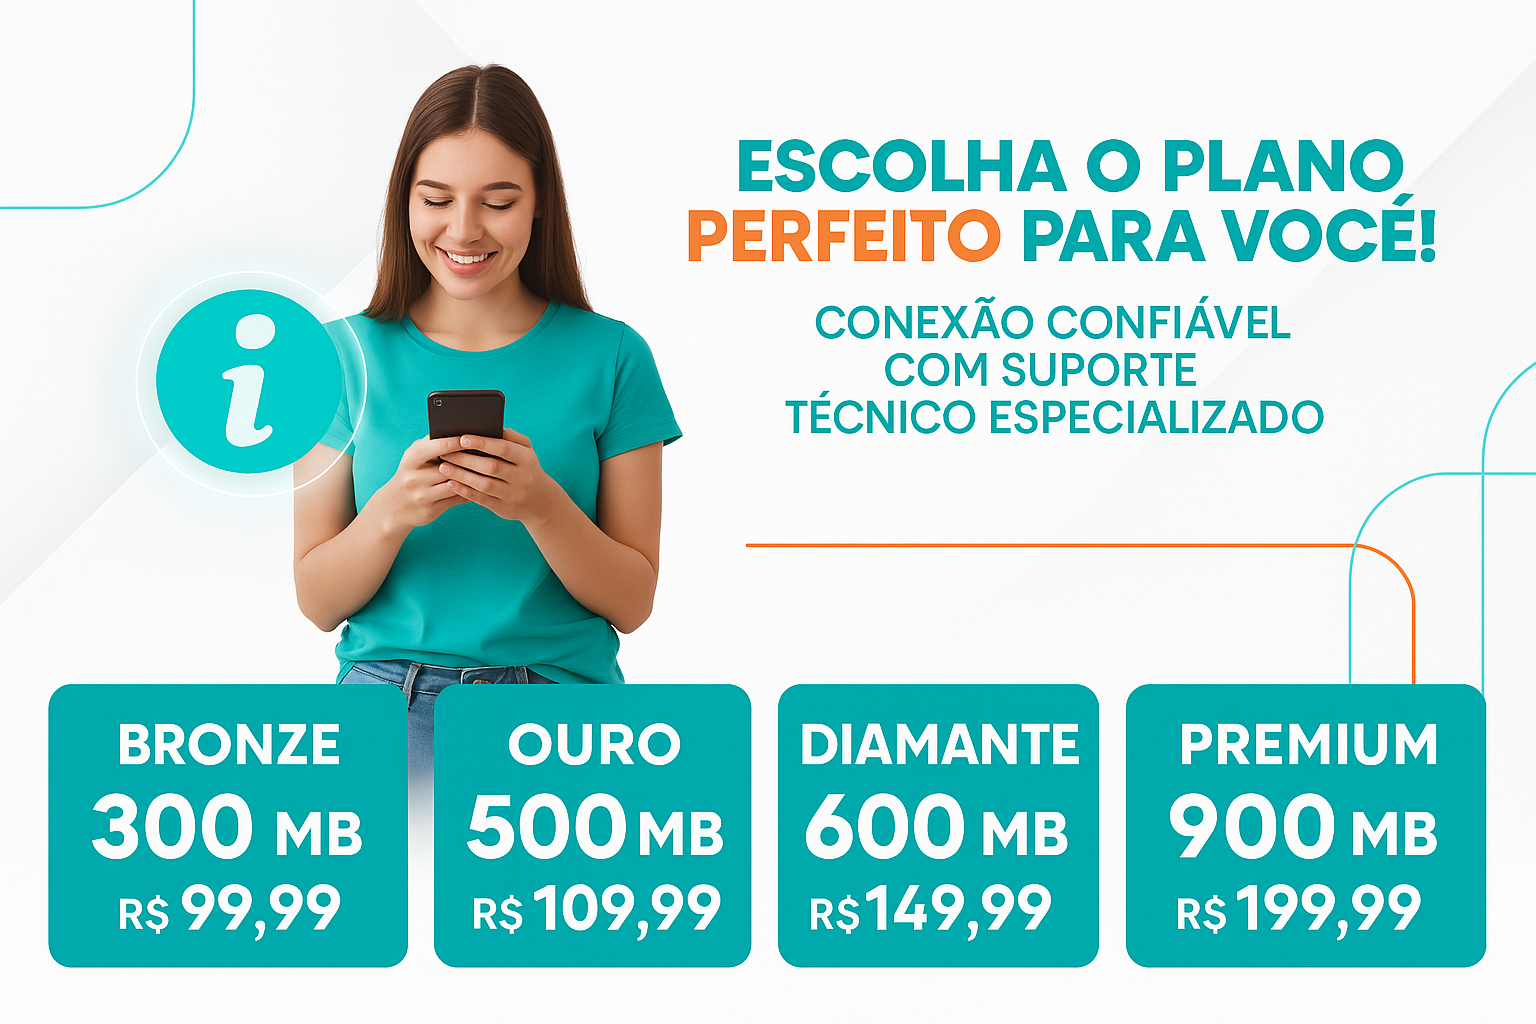 ESCOLHA O PLANO
PERFEITO PARA VOCÉ!
CONEXÃO CONFIÁVEL
COM SUPORTE
TÉCNICO ESPECIALIZADO
i
BRONZE
300 MB
R$ 99,99
OURO
500 MB
R$ 109,99
DIAMANTE
600 MB
R$ 149,99
PREMIUM
900 MB
R$ 199,99